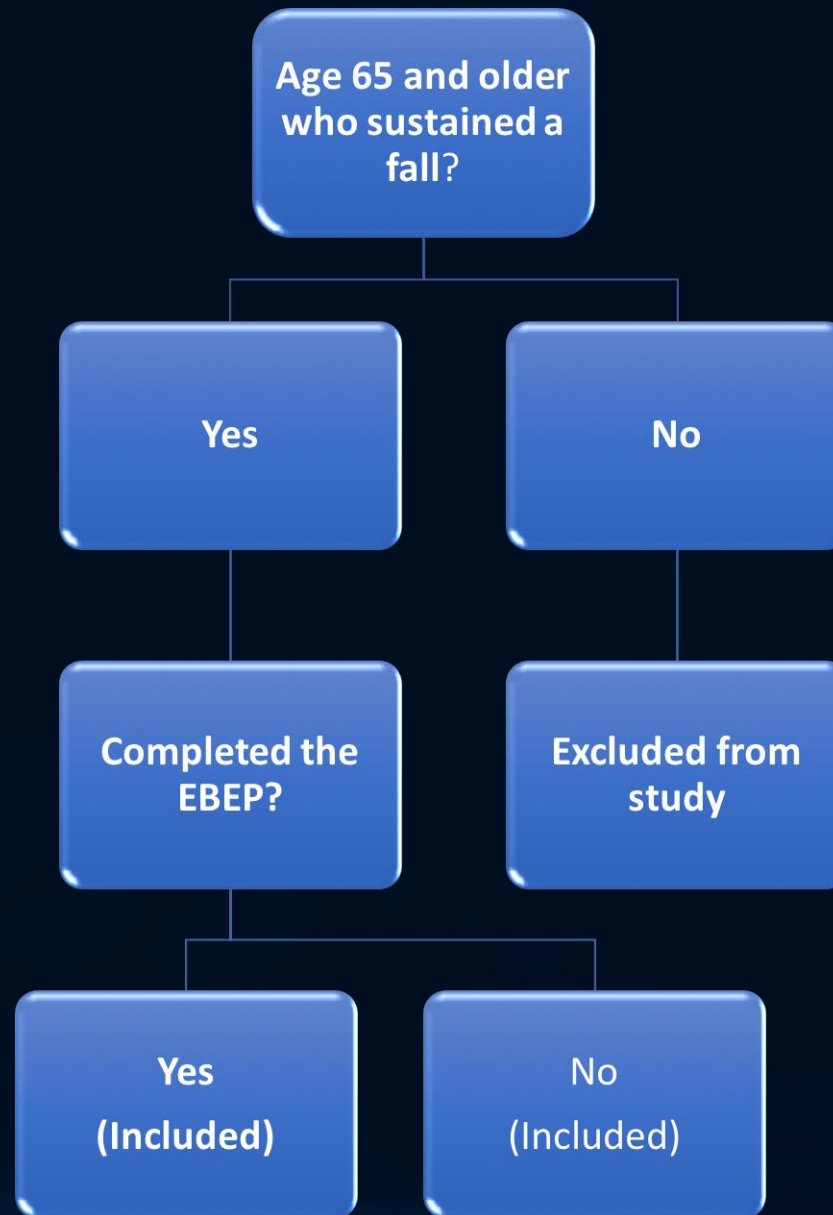 Age 65 and older
who sustained a
fall?
Yes
No
Completed the
EBEP?
Excluded from
study
Yes
(Included)
No
(Included)